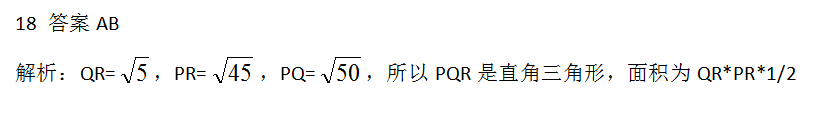 18 答案 AB
解析：QR=√5，PR=√45，PQ=√50，所以 PQR 是直角三角形，面积为 QR*PR*1/2